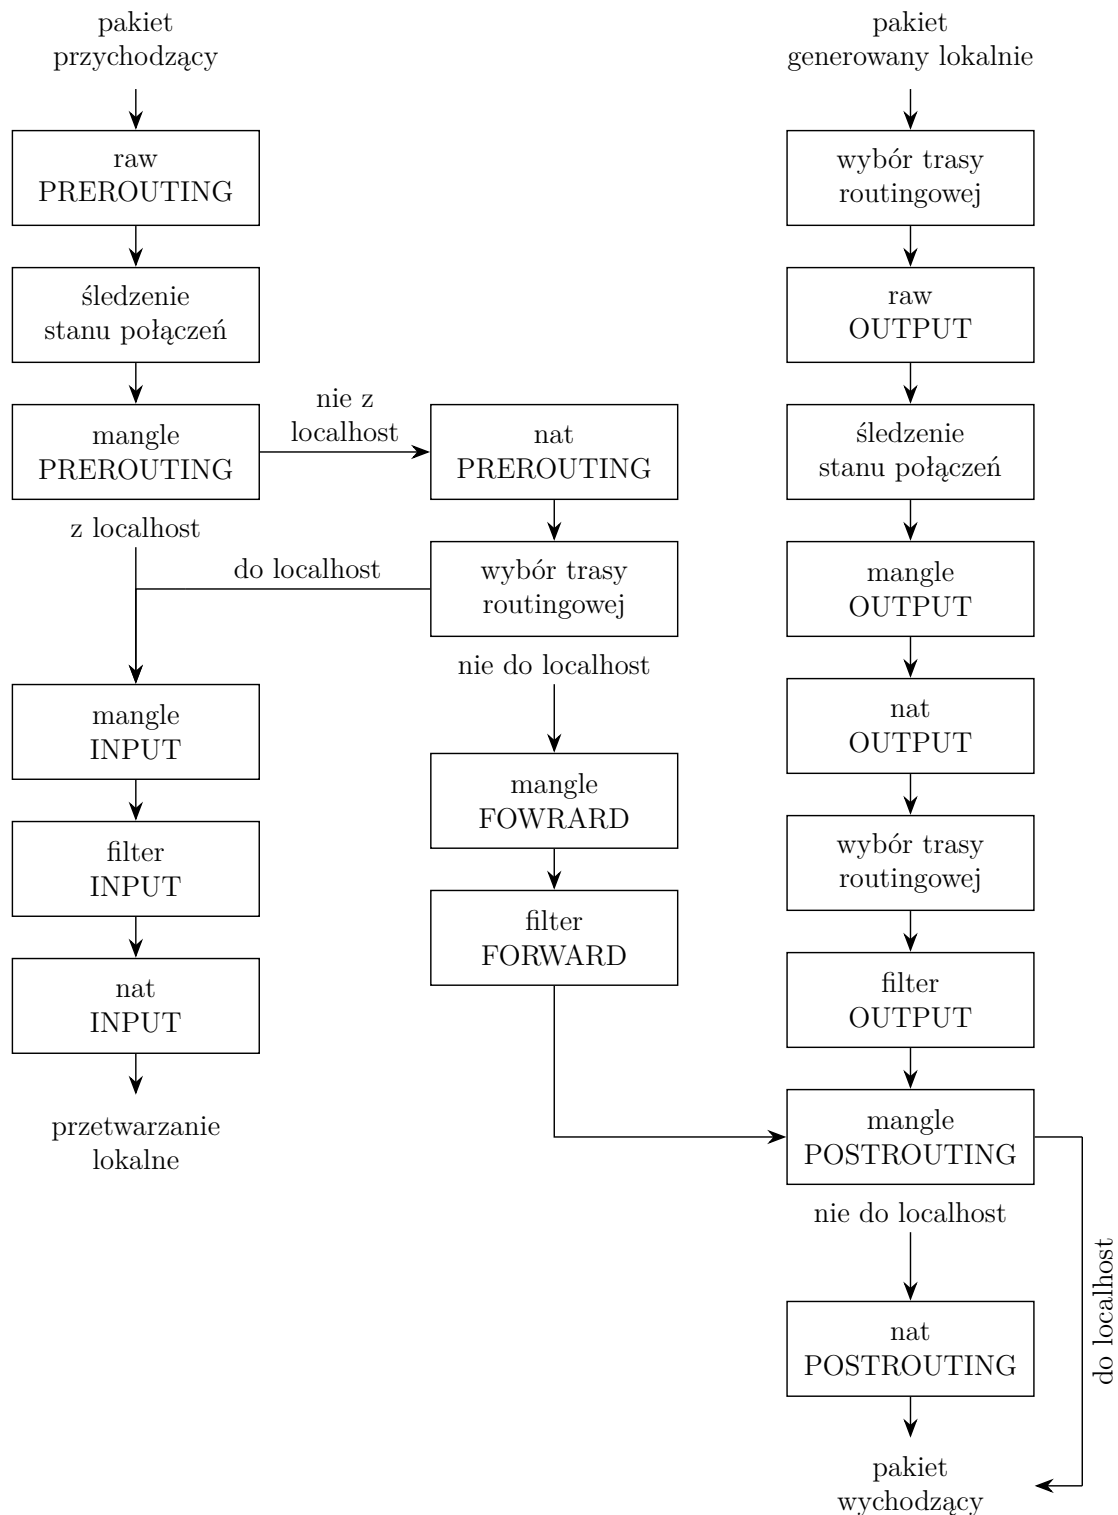 pakiet
przychodzący
raw
PREROUTING
śledzenie
stanu połączeń
mangle
PREROUTING
z localhost
nie z
localhost
nat
PREROUTING
do localhost
wybór trasy
routingowej
nie do localhost
mangle
INPUT
filter
INPUT
nat
INPUT
przetwarzanie
lokalne
mangle
FOWRARD
filter
FORWARD
pakiet
generowany lokalnie
wybór trasy
routingowej
raw
OUTPUT
śledzenie
stanu połączeń
mangle
OUTPUT
nat
OUTPUT
wybór trasy
routingowej
filter
OUTPUT
mangle
POSTROUTING
nie do localhost
do localhost
nat
POSTROUTING
pakiet
wychodzący